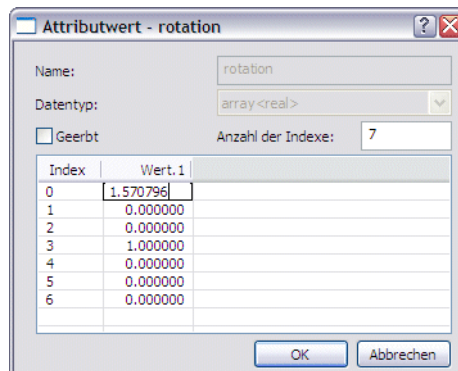 Attributwert - rotation
Name: rotation
Datentyp: array<real>
Geerbt Anzahl der Indexe: 7
Index Wert.1
0 1.570796
1 0.000000
2 0.000000
3 1.000000
4 0.000000
5 0.000000
6 0.000000
OK Abbrechen